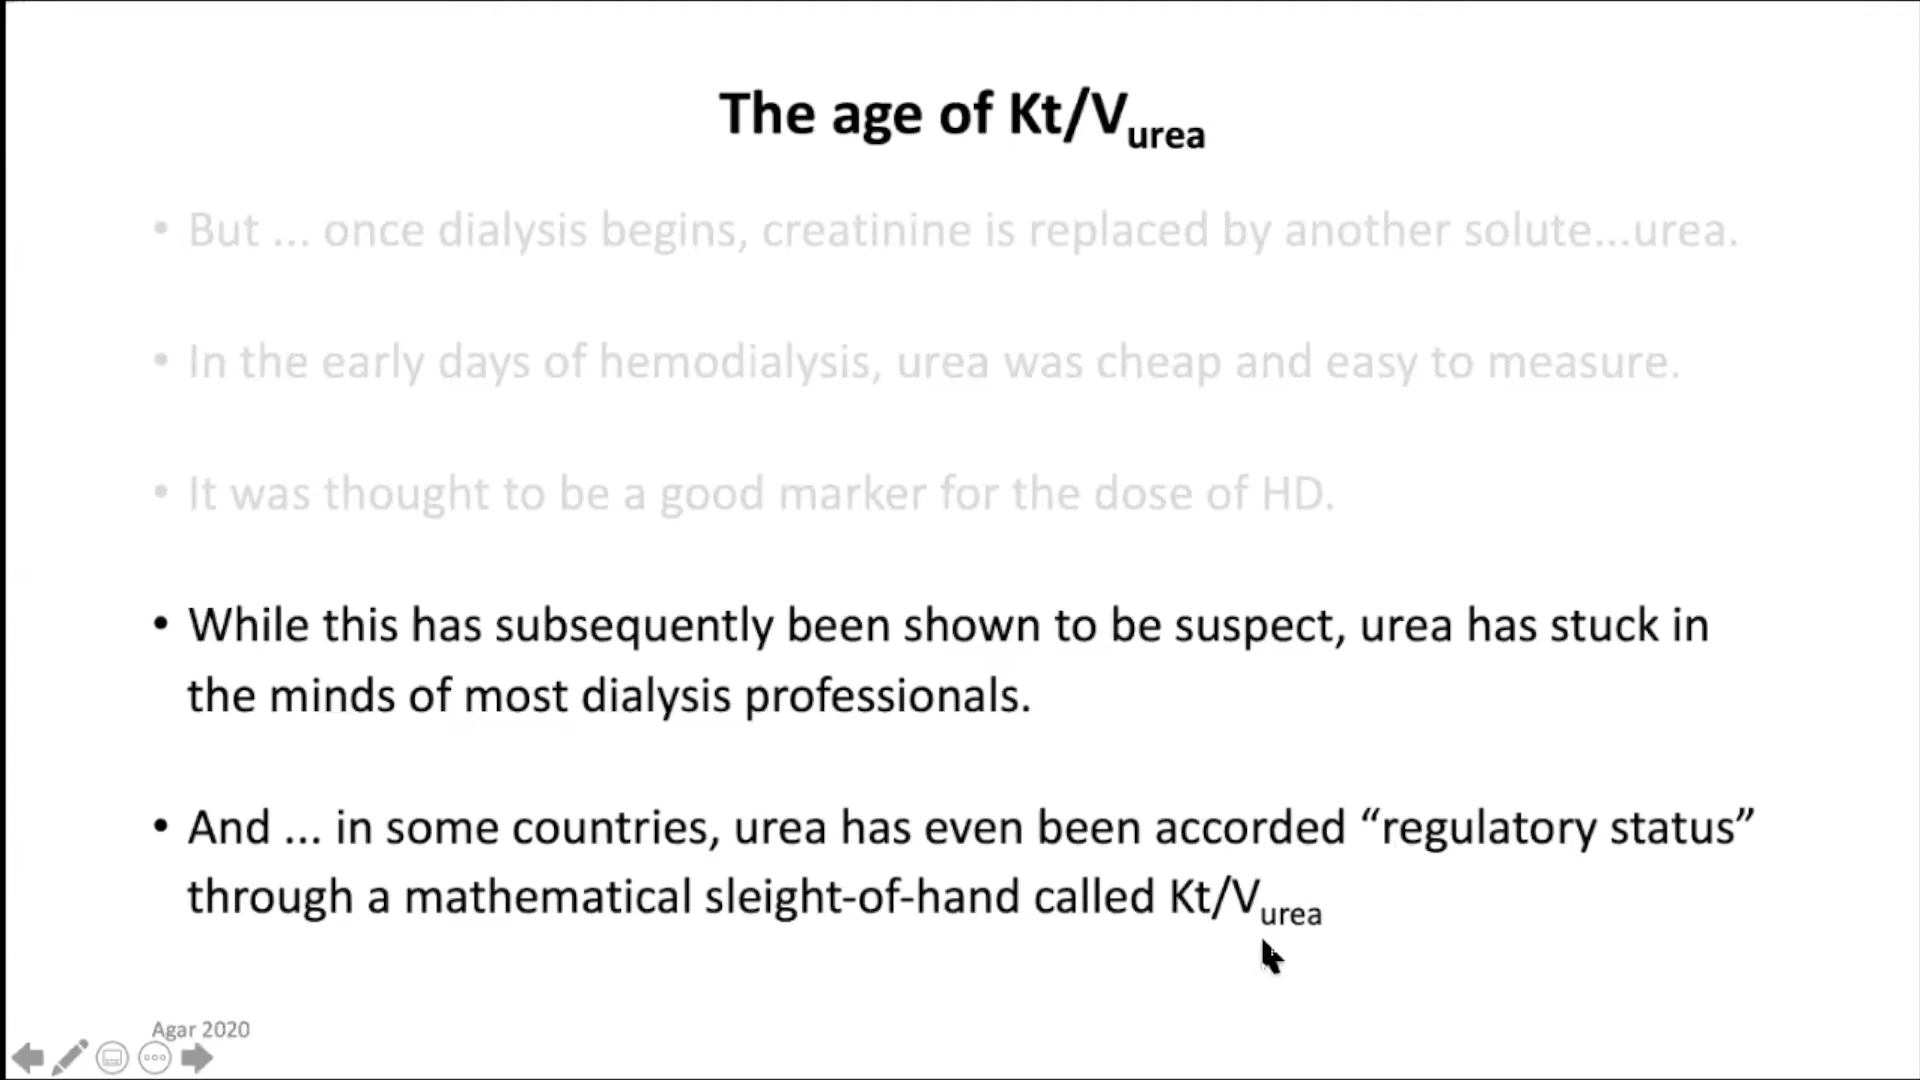 The age of Kt/Vurea
• But ... once dialysis begins, creatinine is replaced by another solute...urea.
• In the early days of hemodialysis, urea was cheap and easy to measure.
• It was thought to be a good marker for the dose of HD.
• While this has subsequently been shown to be suspect, urea has stuck in
the minds of most dialysis professionals.
• And ... in some countries, urea has even been accorded “regulatory status”
through a mathematical sleight-of-hand called Kt/Vurea
Agar 2020